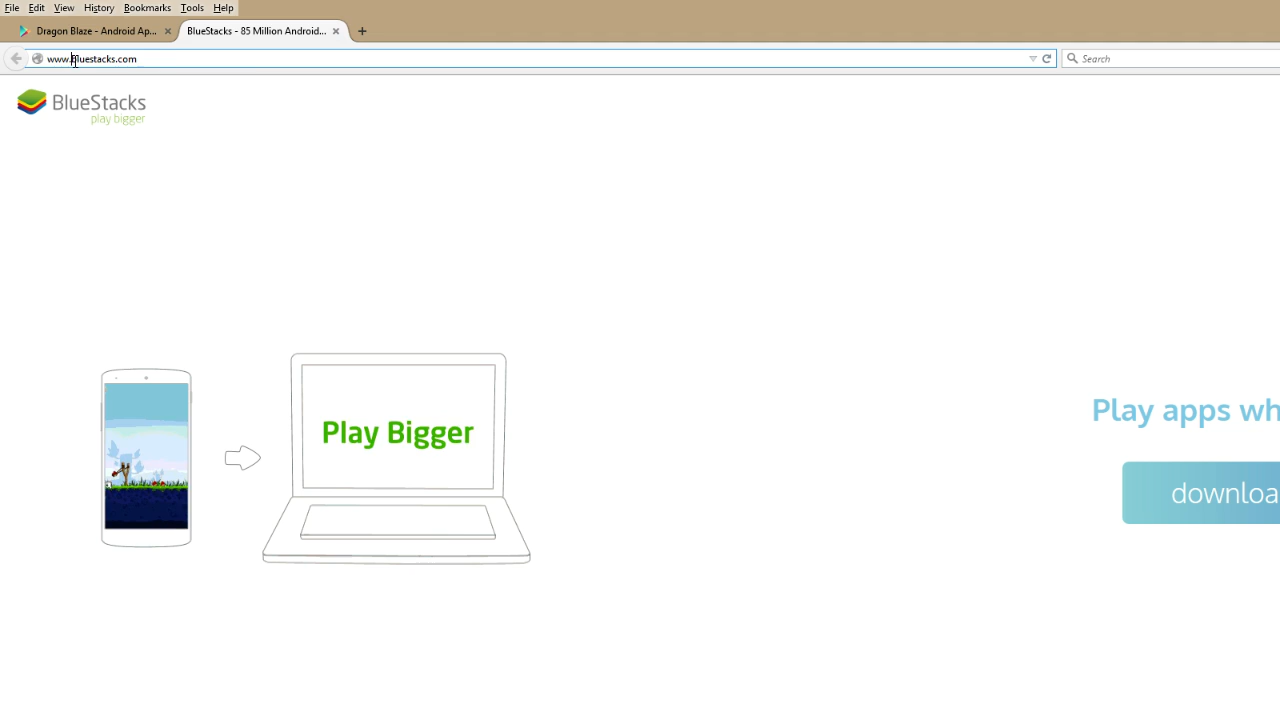 File Edit View History Bookmarks Tools Help
Dragon Blaze - Android Ap... BlueStacks - 85 Million Android...
www.bluestacks.com Search
BlueStacks
play bigger
Play Bigger
Play apps wh
downloa